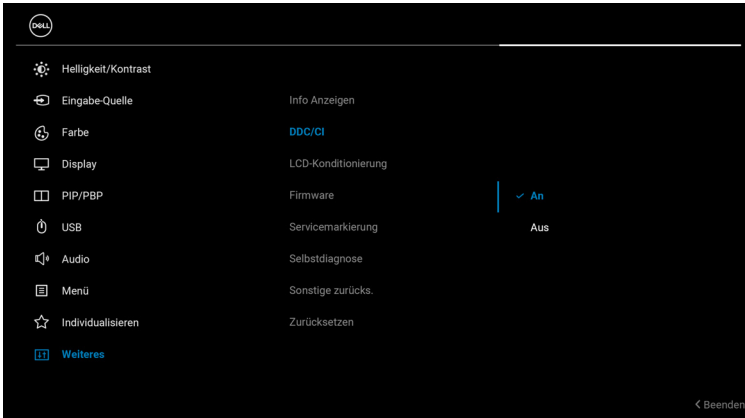 DELL
Helligkeit/Kontrast
Eingabe-Quelle
Info Anzeigen
Farbe
DDC/CI
Display
LCD-Konditionierung
PIP/PBP
Firmware
An
USB
Servicemarkierung
Aus
Audio
Selbstdiagnose
Menü
Sonstige zurücks.
Individualisieren
Zurücksetzen
Weiteres
Beenden